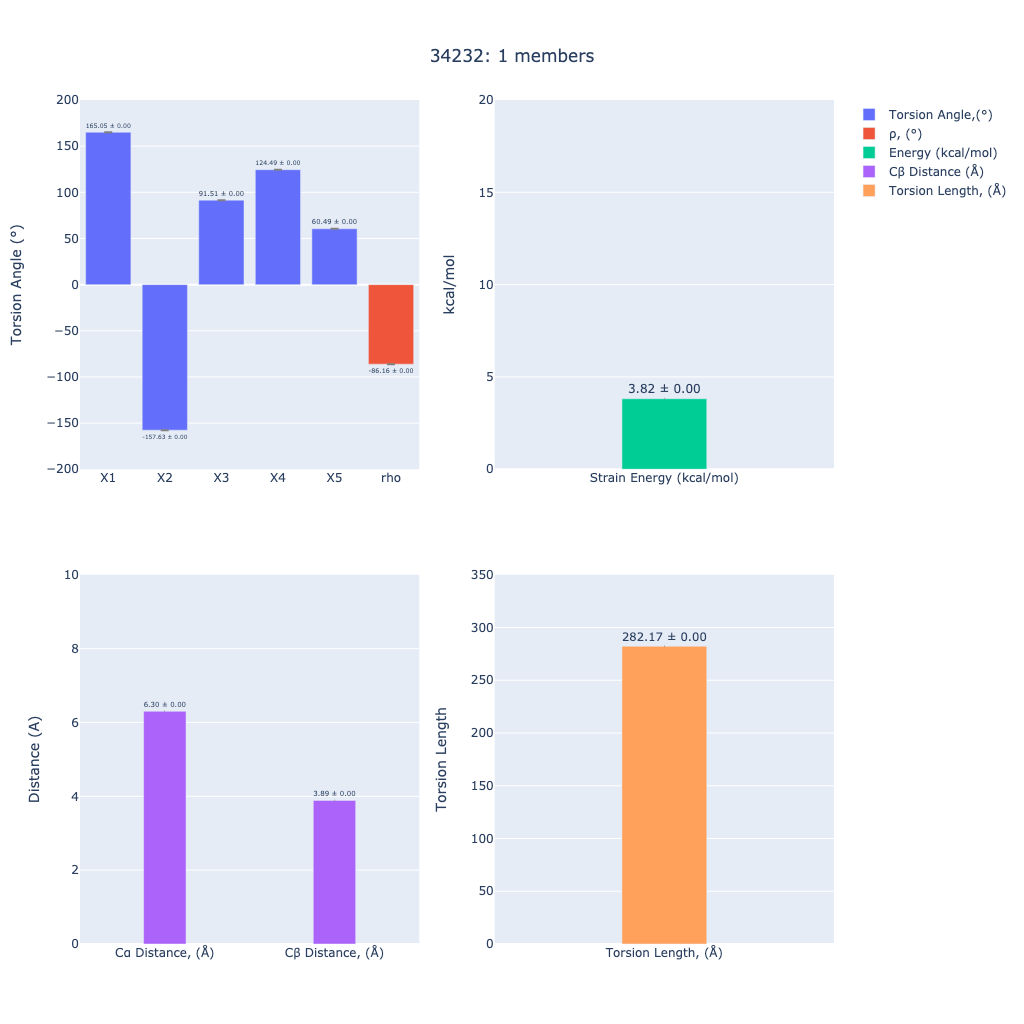 34232: 1 members
Torsion Angle (°)
200
150
100
50
0
−50
−100
−150
−200
165.05 ± 0.00
-157.63 ± 0.00
91.51 ± 0.00
124.49 ± 0.00
60.49 ± 0.00
-86.16 ± 0.00
X1 X2 X3 X4 X5 rho
kcal/mol
20
15
10
5
0
3.82 ± 0.00
Strain Energy (kcal/mol)
Torsion Angle,(°)
ρ, (°)
Energy (kcal/mol)
Cβ Distance (Å)
Torsion Length, (Å)
Distance (A)
10
8
6
4
2
0
6.30 ± 0.00
3.89 ± 0.00
Cα Distance, (Å) Cβ Distance, (Å)
Torsion Length
350
300
250
200
150
100
50
0
282.17 ± 0.00
Torsion Length, (Å)